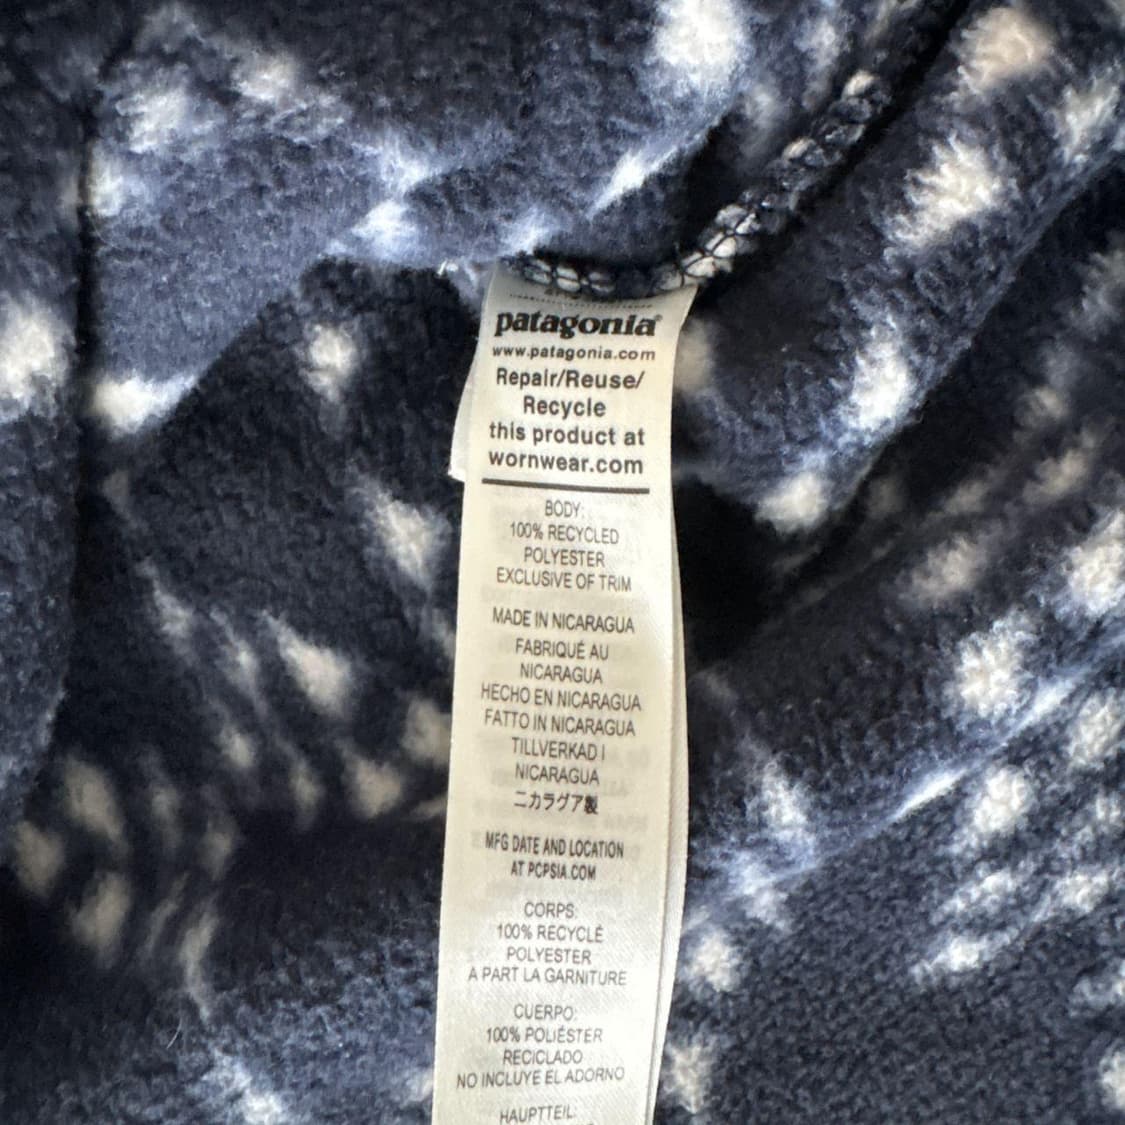 patagonia®
www.patagonia.com
Repair/Reuse/
Recycle
this product at
wornwear.com
BODY:
100% RECYCLED
POLYESTER
EXCLUSIVE OF TRIM
MADE IN NICARAGUA
FABRIQUÉ AU
NICARAGUA
HECHO EN NICARAGUA
FATTO IN NICARAGUA
TILLVERKAD I
NICARAGUA
ニカラグア製
MFG DATE AND LOCATION
AT PCPSIA.COM
CORPS:
100% RECYCLÉ
POLYESTER
A PART LA GARNITURE
CUERPO:
100% POLIÉSTER
RECICLADO
NO INCLUYE EL ADORNO
HAUPTTEIL: